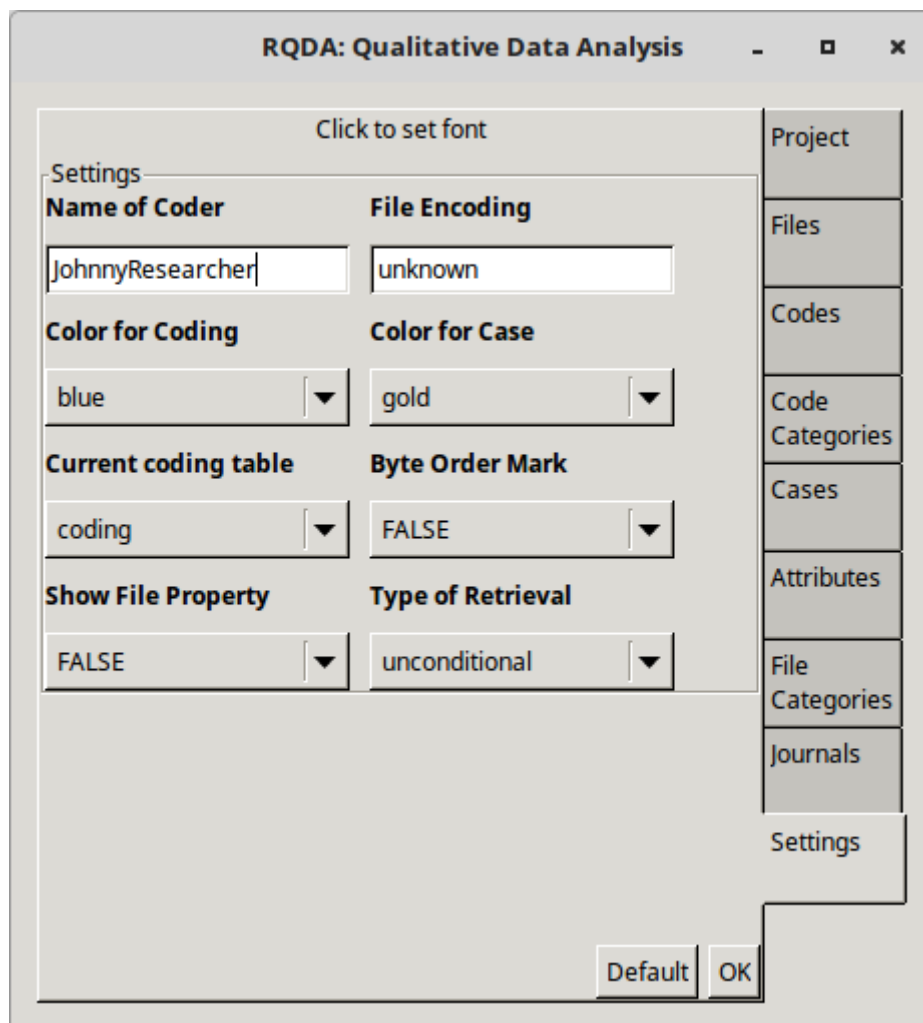 RQDA: Qualitative Data Analysis
Click to set font
Settings
Name of Coder
File Encoding
JohnnyResearcher
unknown
Color for Coding
Color for Case
blue
gold
Current coding table
Byte Order Mark
coding
FALSE
Show File Property
Type of Retrieval
FALSE
unconditional
Default
OK
Project
Files
Codes
Code
Categories
Cases
Attributes
File
Categories
Journals
Settings